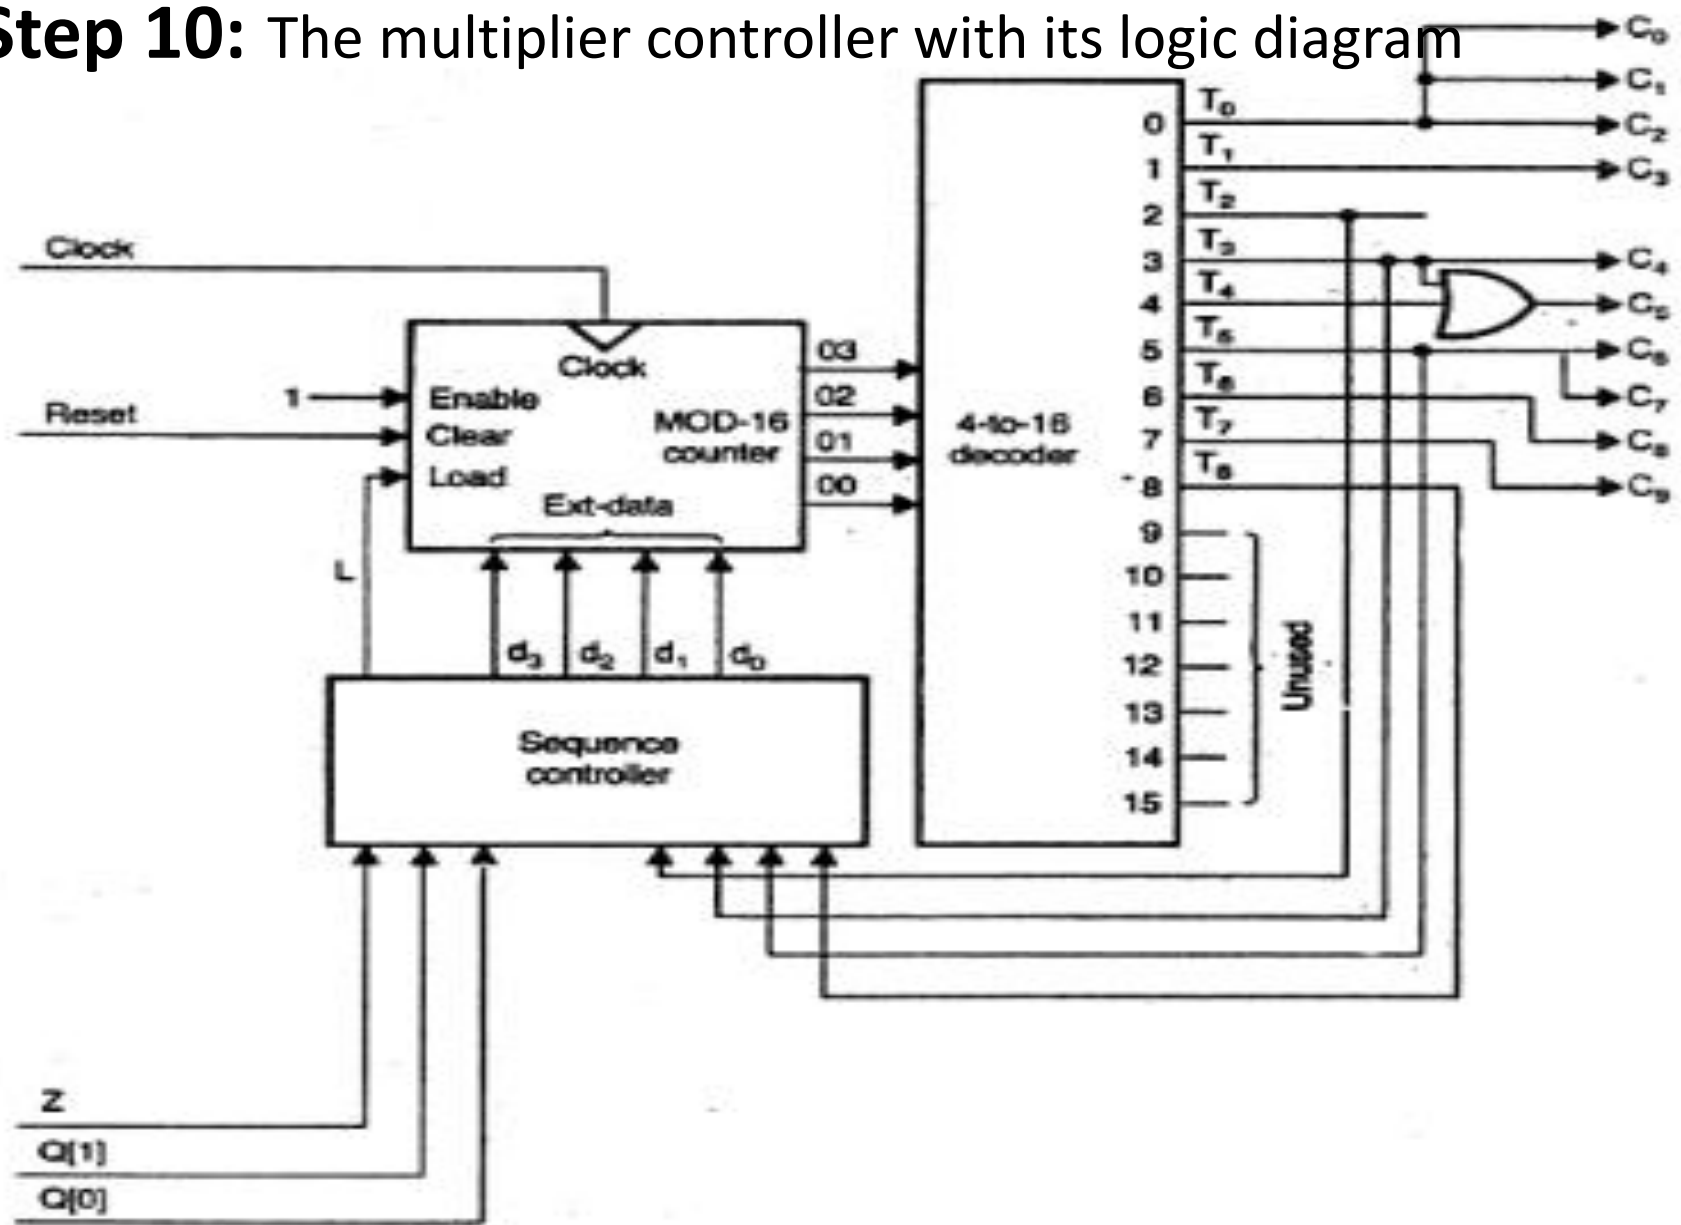 Step 10: The multiplier controller with its logic diagram
C₀
C₁
T₀
0
C₂
T₁
1
C₃
T₂
2
Clock
T₃
3
C₄
T₄
4
C₅
T₅
5
C₆
Clock
03
T₆
6
C₇
1
Enable
02
Reset
Clear
MOD-16
counter
01
4-to-16
decoder
T₇
7
C₈
Load
00
T₈
8
C₉
Ext-data
9
L
10
11
d₃
d₂
d₁
d₀
12
Unused
13
Sequence
controller
14
15
Z
Q[1]
Q[0]